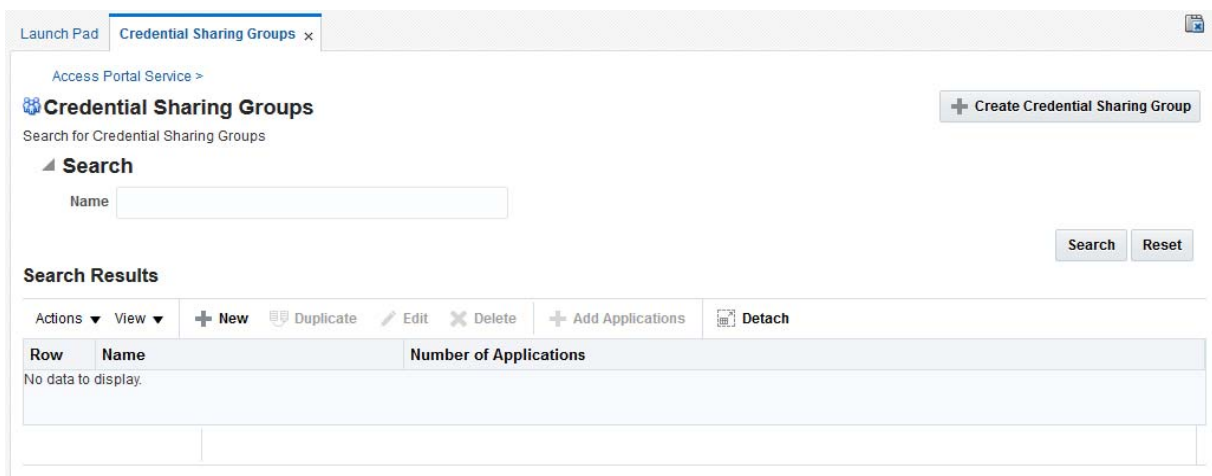 Launch Pad Credential Sharing Groups x
Access Portal Service >
Credential Sharing Groups
Create Credential Sharing Group
Search for Credential Sharing Groups
Search
Name
Search Reset
Search Results
Actions View New Duplicate Edit Delete Add Applications Detach
Row Name Number of Applications
No data to display.